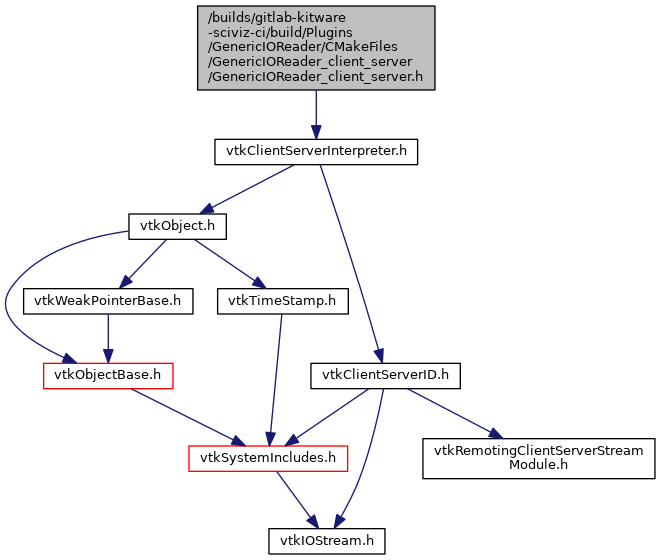 /builds/gitlab-kitware
-sciviz-ci/build/Plugins
/GenericIOReader/CMakeFiles
/GenericIOReader_client_server
/GenericIOReader_client_server.h
vtkClientServerInterpreter.h
vtkObject.h
vtkWeakPointerBase.h
vtkTimeStamp.h
vtkObjectBase.h
vtkClientServerID.h
vtkSystemIncludes.h
vtkRemotingClientServerStream
Module.h
vtkIOStream.h